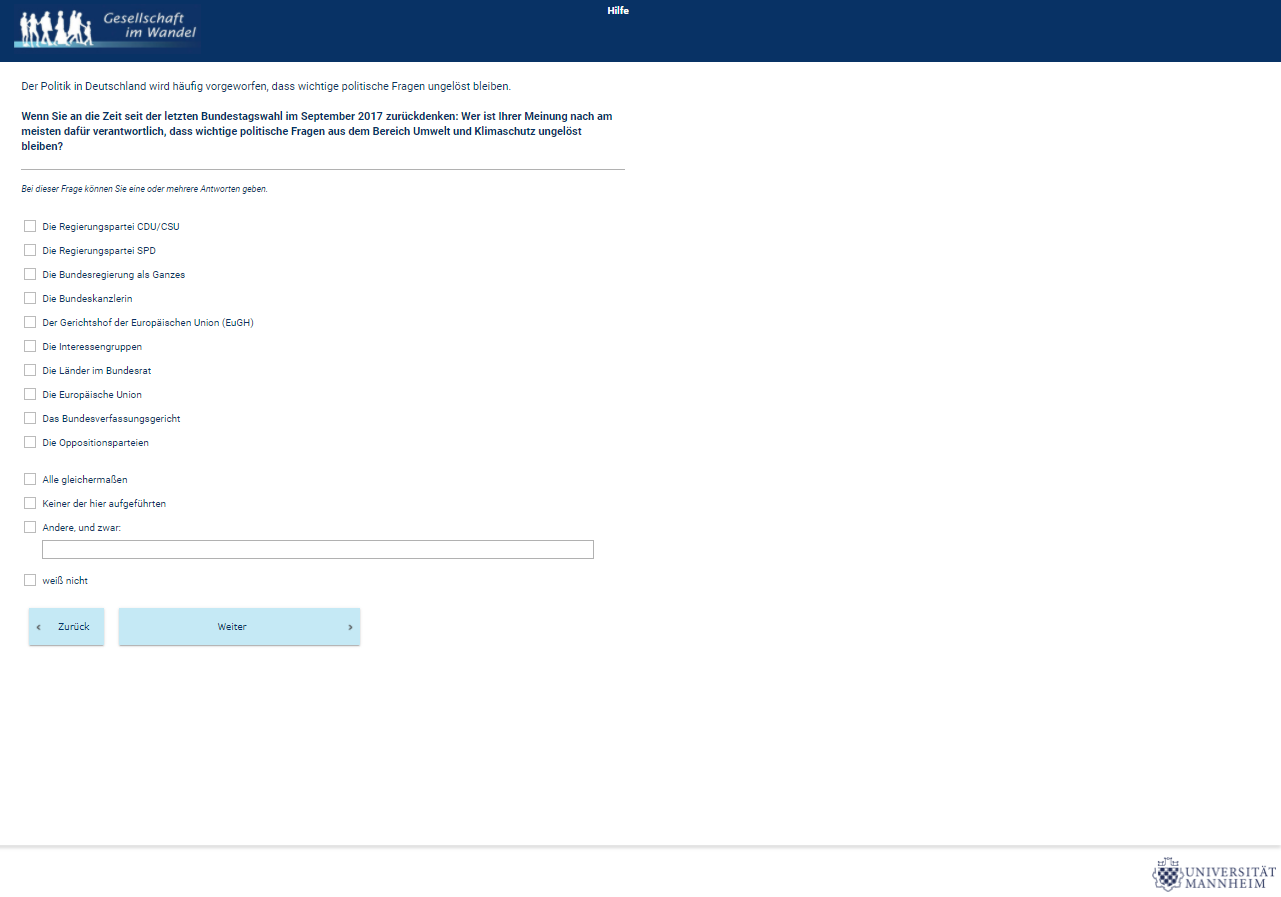 Gesellschaft
im Wandel
Hilfe
Der Politik in Deutschland wird häufig vorgeworfen, dass wichtige politische Fragen ungelöst bleiben.
Wenn Sie an die Zeit seit der letzten Bundestagswahl im September 2017 zurückdenken: Wer ist Ihrer Meinung nach am
meisten dafür verantwortlich, dass wichtige politische Fragen aus dem Bereich Umwelt und Klimaschutz ungelöst
bleiben?
Bei dieser Frage können Sie eine oder mehrere Antworten geben.
Die Regierungspartei CDU/CSU
Die Regierungspartei SPD
Die Bundesregierung als Ganzes
Die Bundeskanzlerin
Der Gerichtshof der Europäischen Union (EuGH)
Die Interessengruppen
Die Länder im Bundesrat
Die Europäische Union
Das Bundesverfassungsgericht
Die Oppositionsparteien
Alle gleichermaßen
Keiner der hier aufgeführten
Andere, und zwar:
weiß nicht
« Zurück
Weiter »
UNIVERSITÄT
MANNHEIM